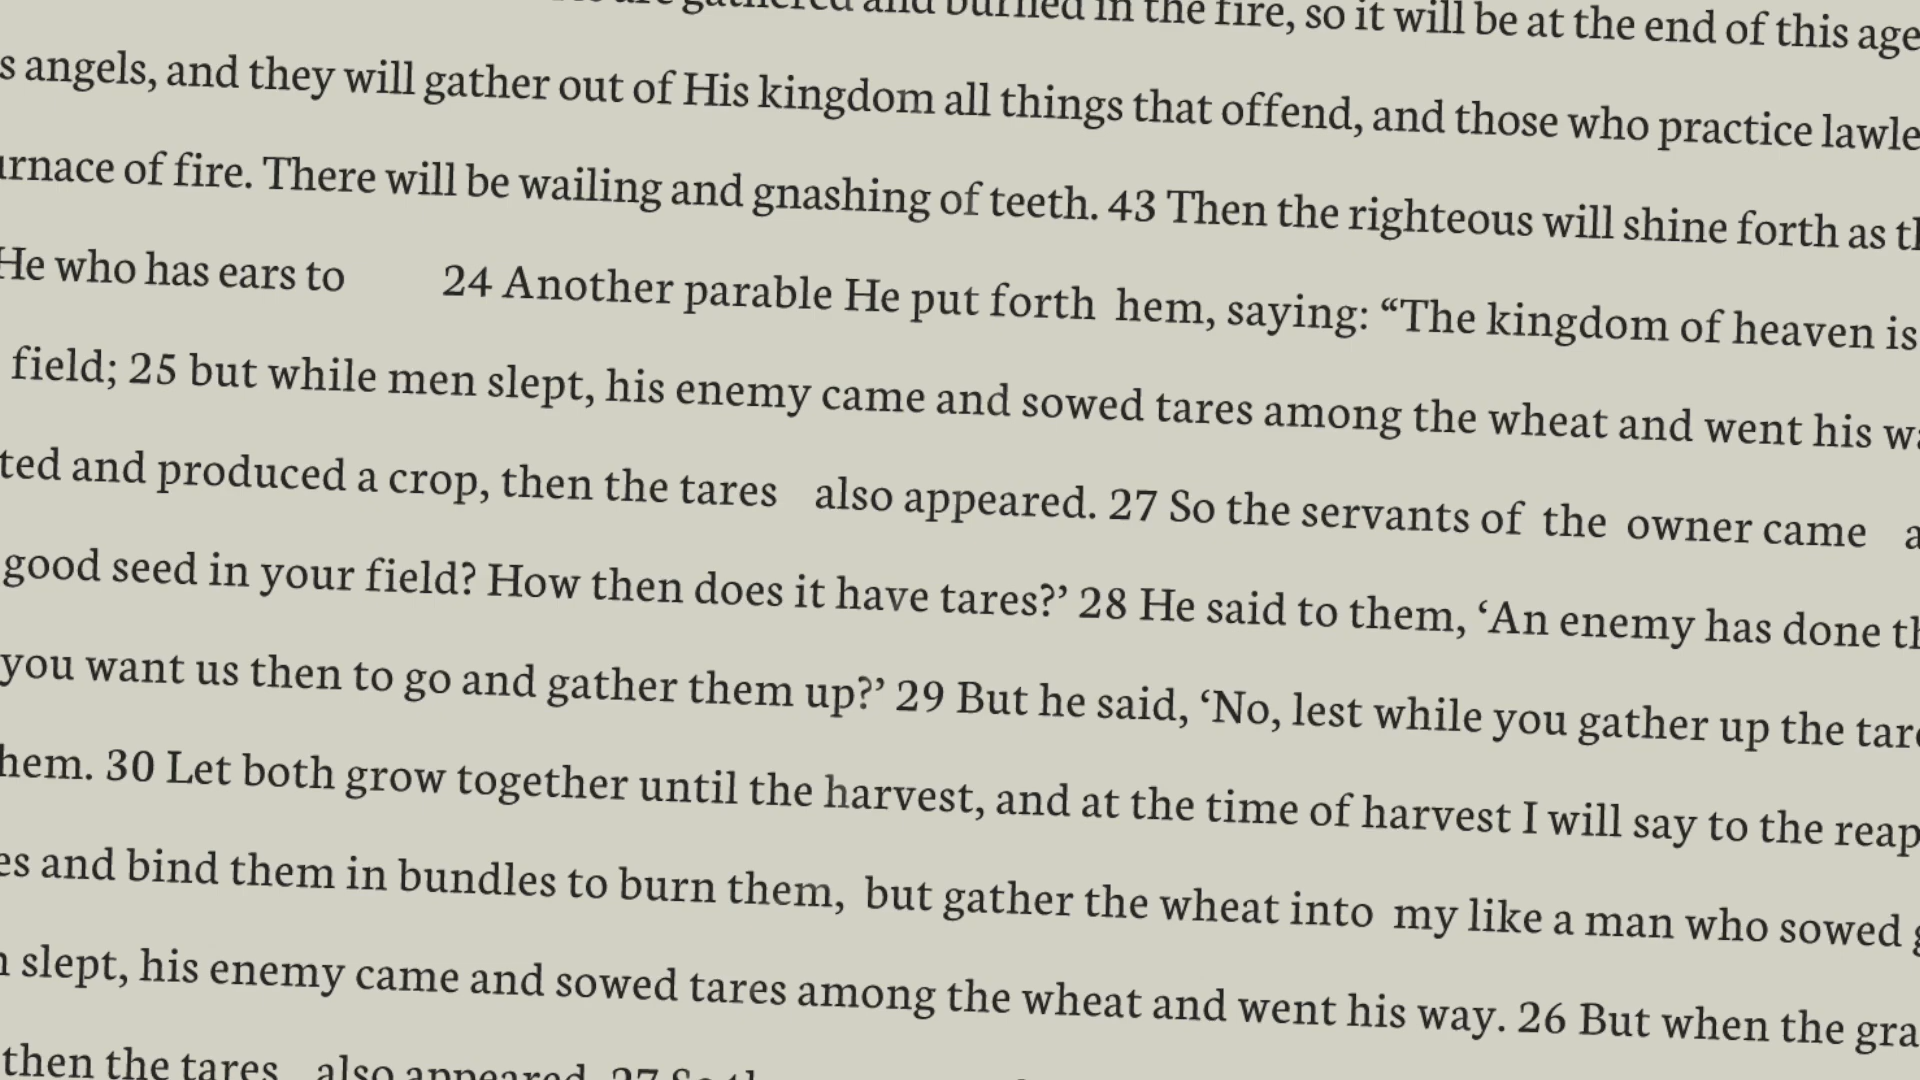 are gathered and burned in the fire, so it will be at the end of this age
s angels, and they will gather out of His kingdom all things that offend, and those who practice lawle
urnace of fire. There will be wailing and gnashing of teeth. 43 Then the righteous will shine forth as th
He who has ears to 24 Another parable He put forth hem, saying: “The kingdom of heaven is
field; 25 but while men slept, his enemy came and sowed tares among the wheat and went his wa
ted and produced a crop, then the tares also appeared. 27 So the servants of the owner came a
good seed in your field? How then does it have tares?’ 28 He said to them, ‘An enemy has done th
you want us then to go and gather them up?’ 29 But he said, ‘No, lest while you gather up the tare
hem. 30 Let both grow together until the harvest, and at the time of harvest I will say to the reap
es and bind them in bundles to burn them, but gather the wheat into my like a man who sowed g
n slept, his enemy came and sowed tares among the wheat and went his way. 26 But when the gra
then the tares also appeared. 27 So